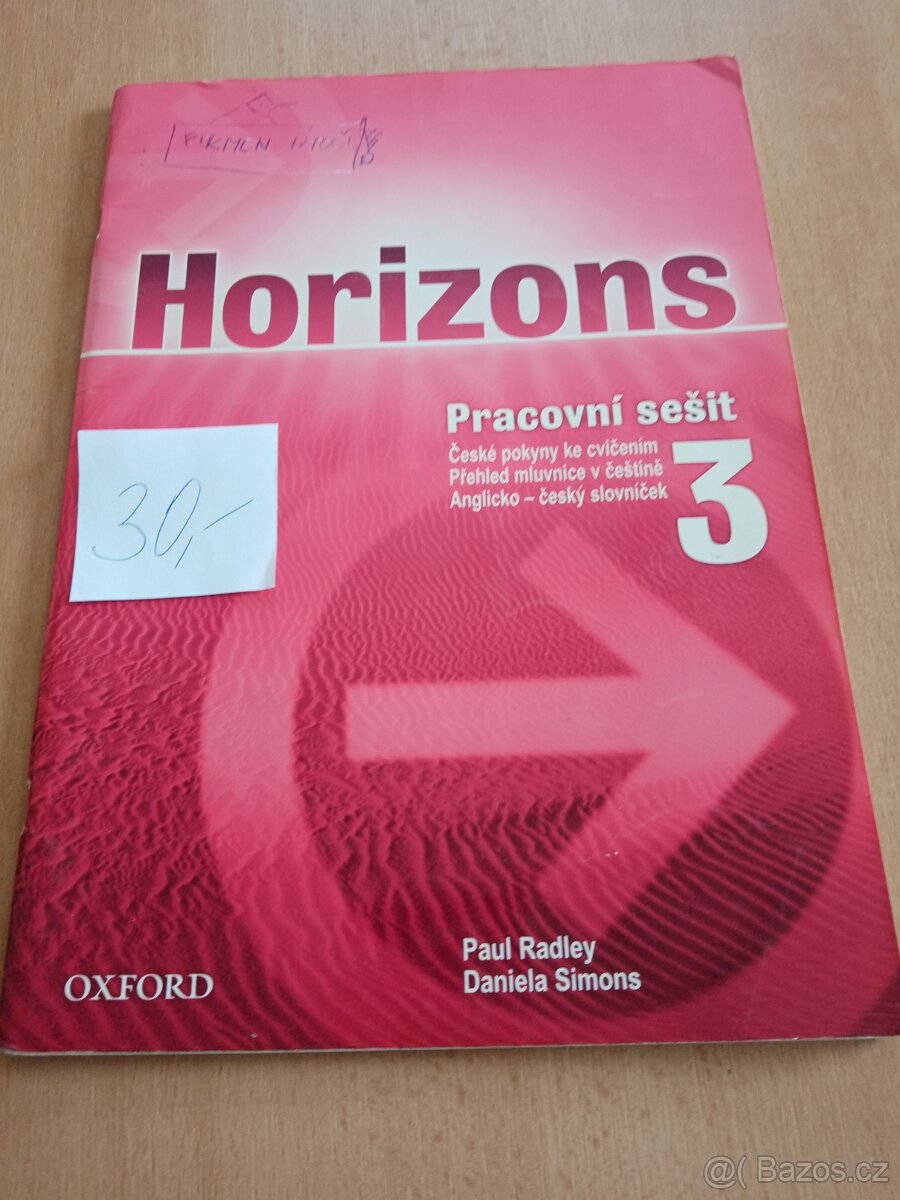 Horizons
Pracovní sešit
České pokyny ke cvičením
Přehled mluvnice v češtině
Anglicko – český slovníček
3
30,-
Paul Radley
Daniela Simons
OXFORD
@( Bazos.cz